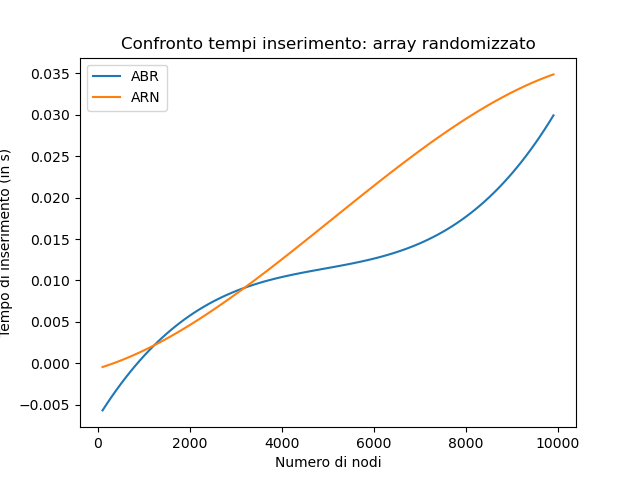 Confronto tempi inserimento: array randomizzato
ABR
ARN
0.035
0.030
0.025
0.020
0.015
0.010
0.005
0.000
−0.005
Tempo di inserimento (in s)
0 2000 4000 6000 8000 10000
Numero di nodi